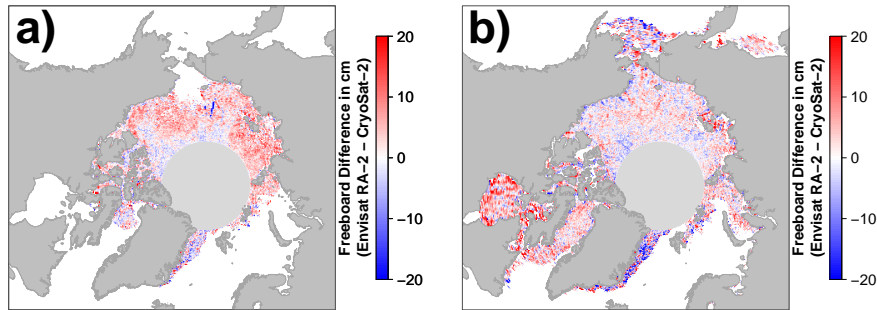 a)
Freeboard Difference in cm
(Envisat RA−2 − CryoSat−2)
20
10
0
−10
−20
b)
Freeboard Difference in cm
(Envisat RA−2 − CryoSat−2)
20
10
0
−10
−20